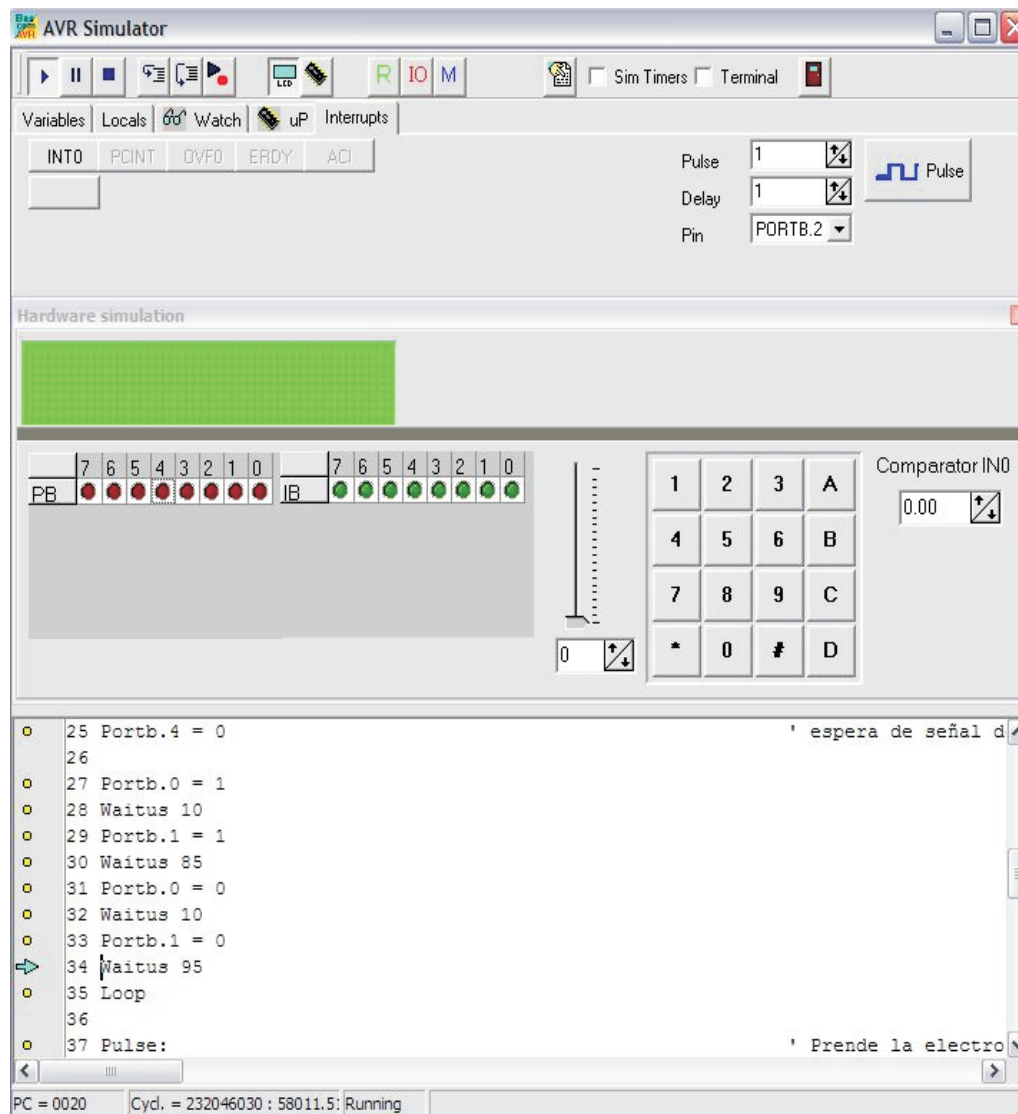 AVR Simulator
LCD R IO M Sim Timers Terminal
Variables Locals Watch uP Interrupts
INT0 PCINT OVF0 ERDY ACI
Pulse 1 Pulse
Delay 1
Pin PORTB.2
Hardware simulation
7 6 5 4 3 2 1 0 7 6 5 4 3 2 1 0
PB IB
Comparator IN0
0.00
1 2 3 A
4 5 6 B
7 8 9 C
* 0 # D
0
25 Portb.4 = 0 ' espera de señal d
26
27 Portb.0 = 1
28 Waitus 10
29 Portb.1 = 1
30 Waitus 85
31 Portb.0 = 0
32 Waitus 10
33 Portb.1 = 0
34 Waitus 95
35 Loop
36
37 Pulse: ' Prende la electro
PC = 0020 Cycl. = 232046030 : 58011.5 Running